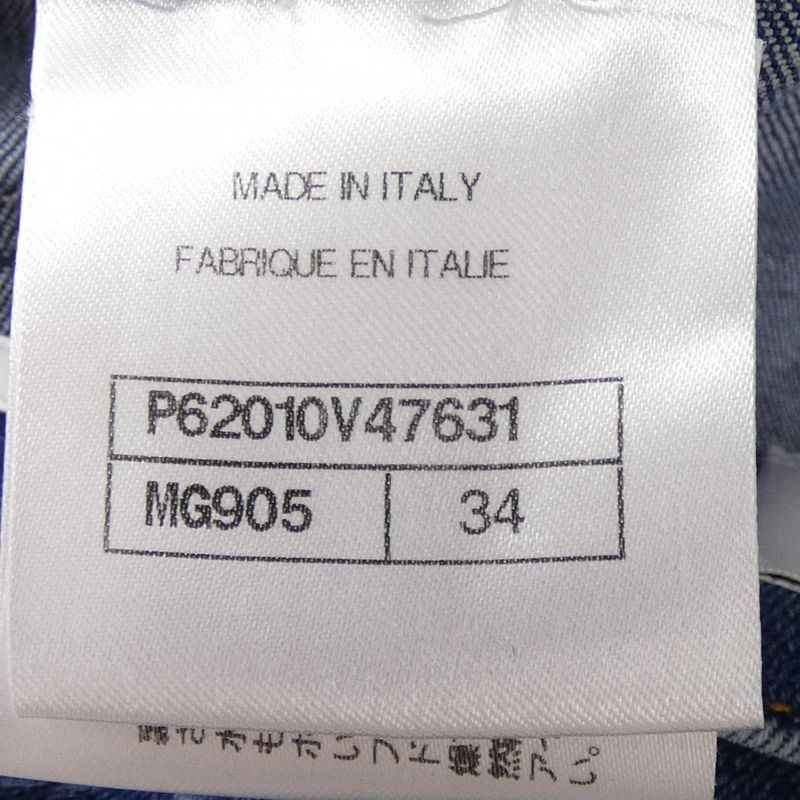 MADE IN ITALY
FABRIQUE EN ITALIE
P62010V47631
MG905 34